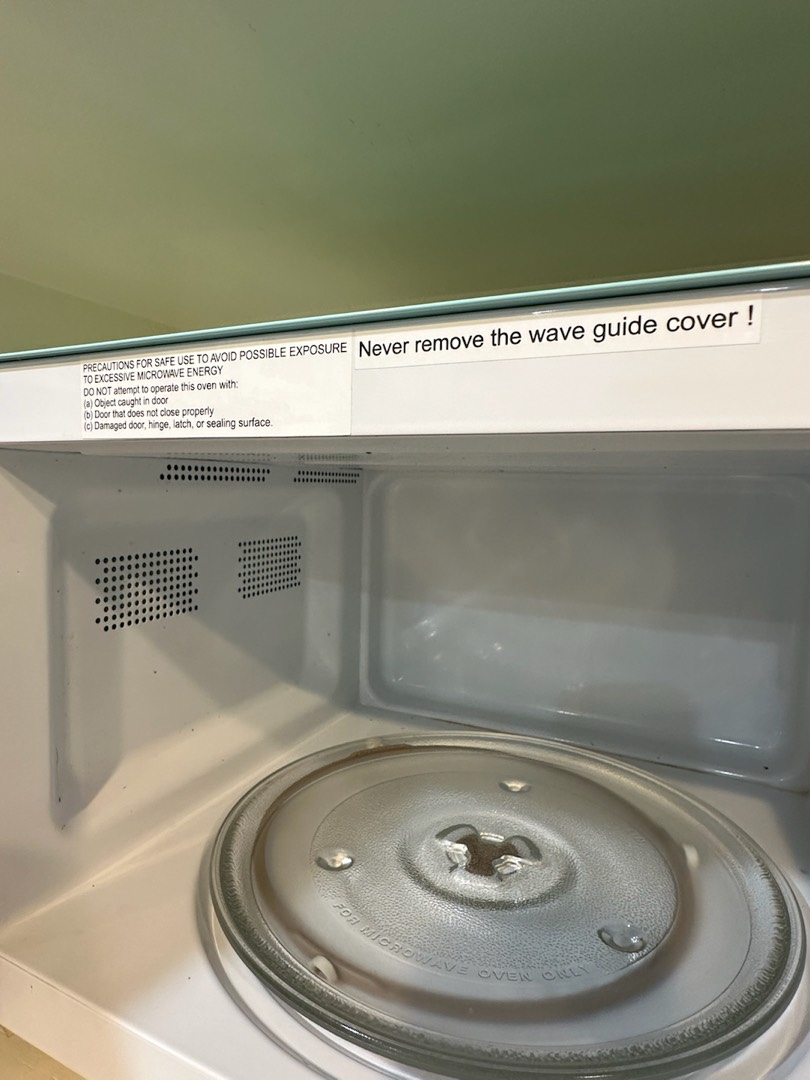 PRECAUTIONS FOR SAFE USE TO AVOID POSSIBLE EXPOSURE
TO EXCESSIVE MICROWAVE ENERGY
DO NOT attempt to operate this oven with:
(a) Object caught in door
(b) Door that does not close properly
(c) Damaged door, hinge, latch, or sealing surface.
Never remove the wave guide cover !
FOR MICROWAVE OVEN ONLY